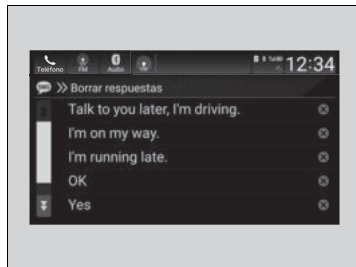 Teléfono FM Audio 12:34
SMS Borrar respuestas
Talk to you later, I'm driving.
I'm on my way.
I'm running late.
OK
Yes